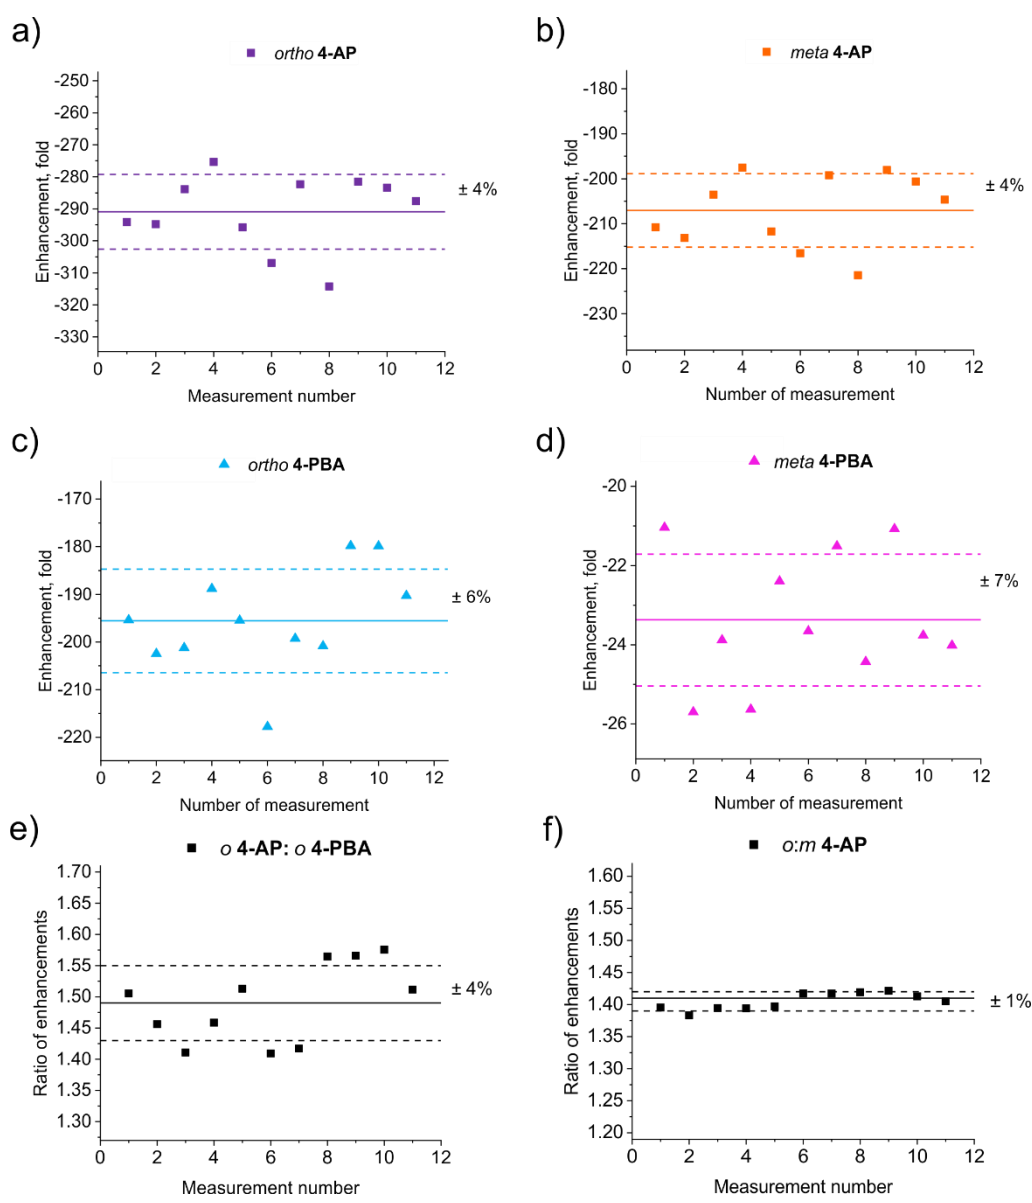 a)
ortho 4-AP
-250
-260
-270
-280
-290
-300
-310
-320
-330
Enhancement, fold
± 4%
0 2 4 6 8 10 12
Measurement number
b)
meta 4-AP
-180
-190
-200
-210
-220
-230
Enhancement, fold
± 4%
0 2 4 6 8 10 12
Number of measurement
c)
ortho 4-PBA
-170
-180
-190
-200
-210
-220
Enhancement, fold
± 6%
0 2 4 6 8 10 12
Number of measurement
d)
meta 4-PBA
-20
-22
-24
-26
Enhancement, fold
± 7%
0 2 4 6 8 10 12
Number of measurement
e)
o 4-AP: o 4-PBA
1.70
1.65
1.60
1.55
1.50
1.45
1.40
1.35
1.30
Ratio of enhancements
± 4%
0 2 4 6 8 10 12
Measurement number
f)
o:m 4-AP
1.60
1.55
1.50
1.45
1.40
1.35
1.30
1.25
1.20
Ratio of enhancements
± 1%
0 2 4 6 8 10 12
Measurement number